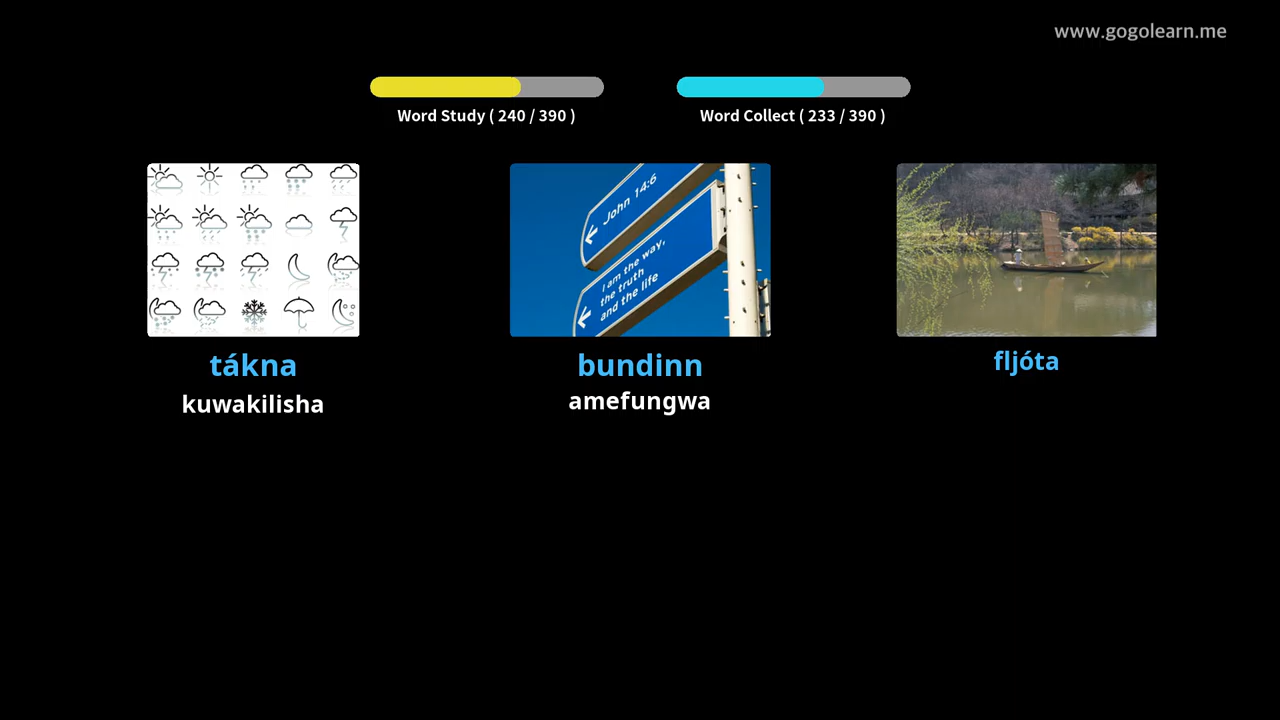 www.gogolearn.me
Word Study ( 240 / 390 )
Word Collect ( 233 / 390 )
John 14:6
I am the way,
the truth
and the life
tákna
kuwakilisha
bundinn
amefungwa
fljóta